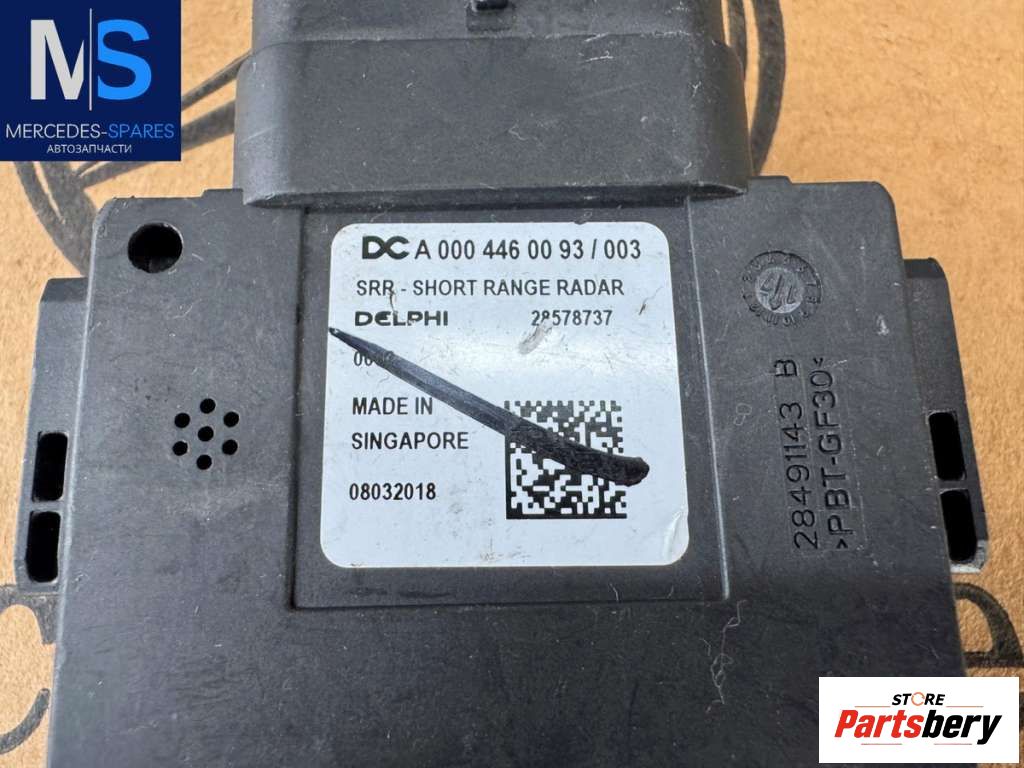 MS
MERCEDES-SPARES
АВТОЗАПЧАСТИ
DC A 000 446 00 93 / 003
SRR - SHORT RANGE RADAR
DELPHI 28578737
MADE IN
SINGAPORE
08032018
28491143 B
>PBT-GF30<
STORE
Partsbery